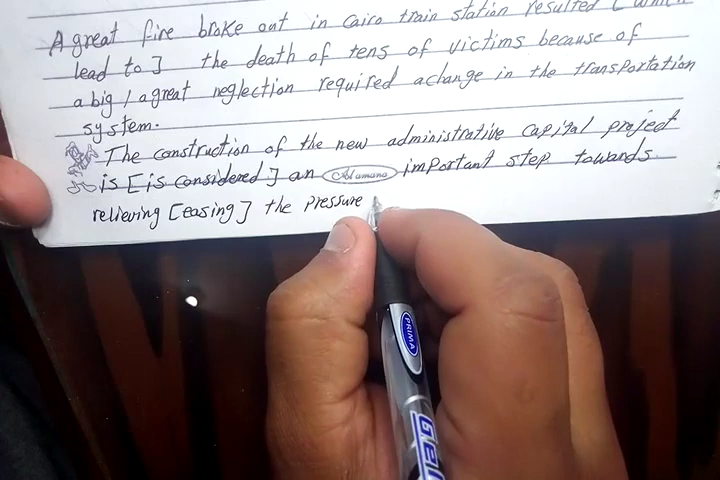 A great fire broke out in Cairo train station resulted [ which
lead to ] the death of tens of victims because of
a big / a great neglection required a change in the transportation
system.
The construction of the new administrative capital project
is [ is considered ] an important step towards
relieving [ easing ] the pressure
PRIMA
Gel